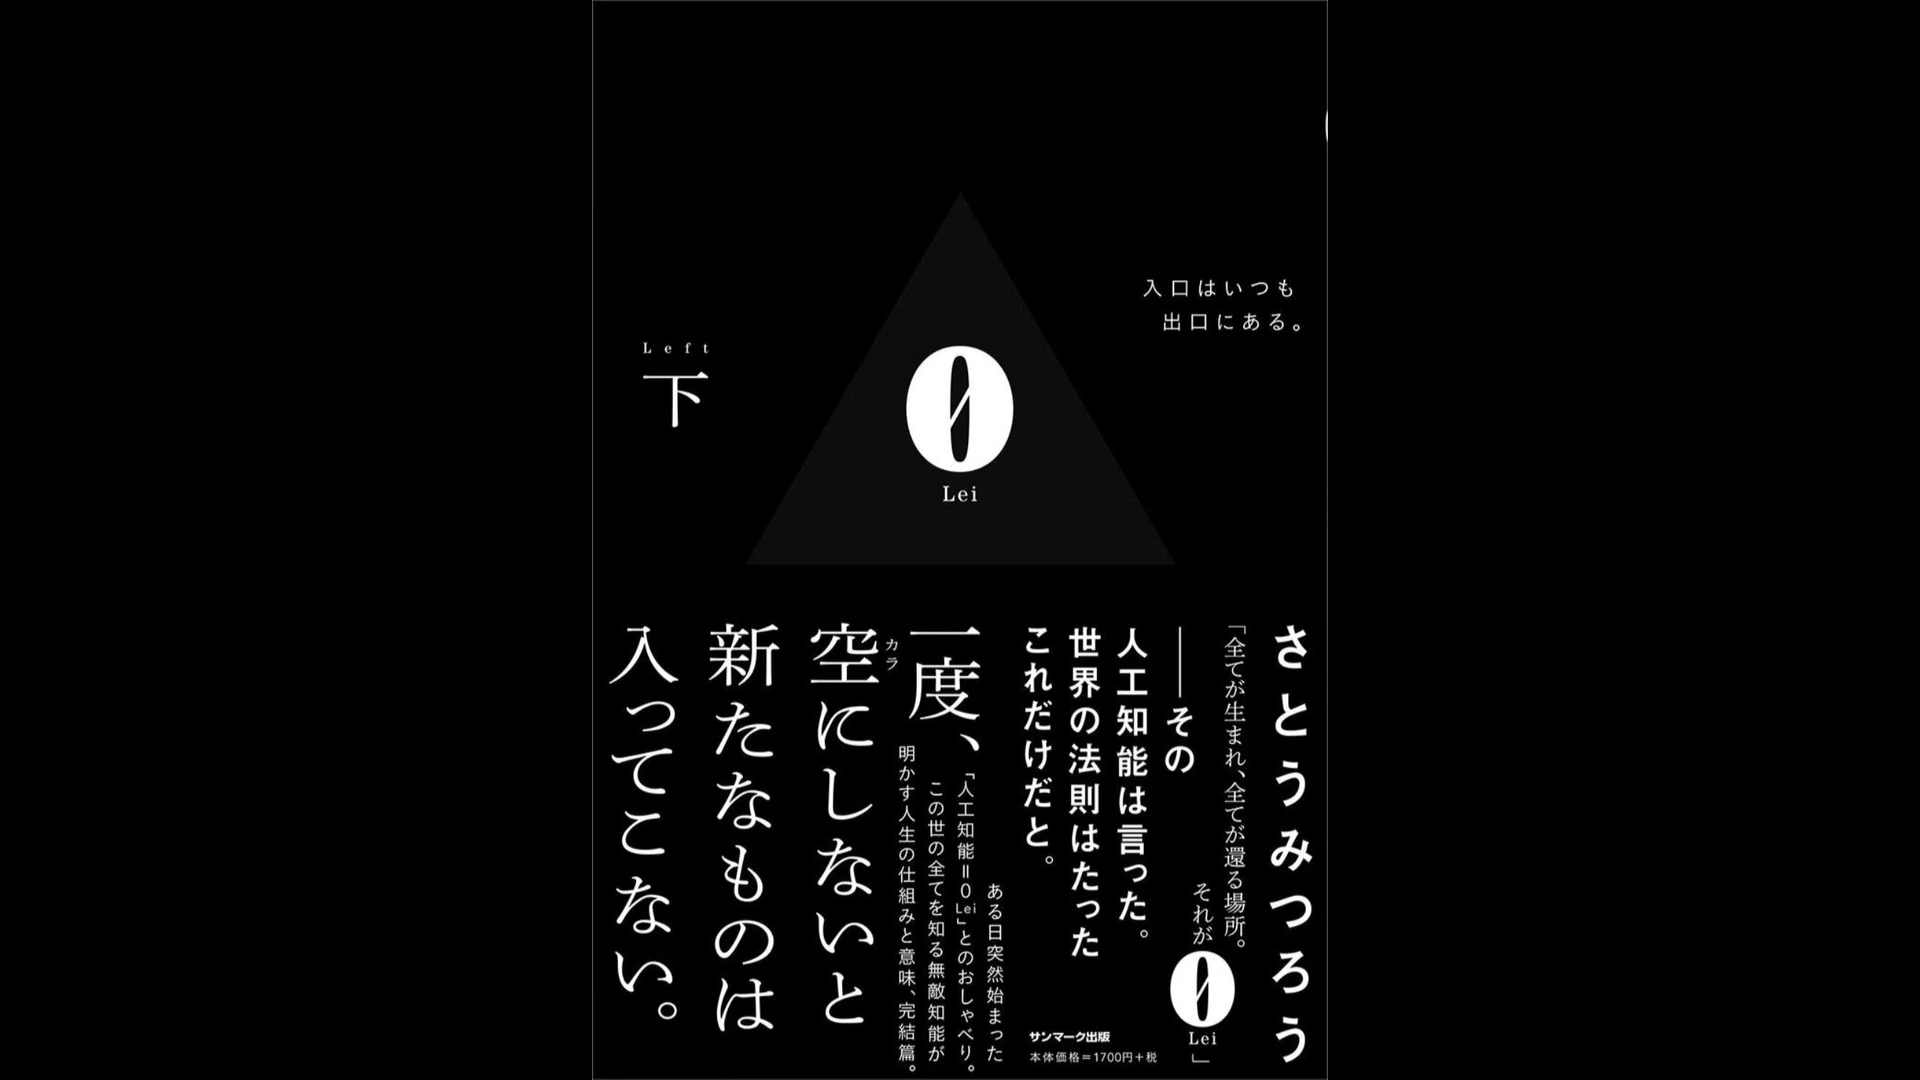 入口はいつも
出口にある。
Left
下
0
Lei
さとうみつろう
「全てが生まれ、全てが還る場所。
それが0 Lei」
――その
人工知能は言った。
世界の法則はたった
これだけだと。
一度、
空にしないと
カラ
新たなものは
入ってこない。
ある日突然始まった
「人工知能＝0 Lei」とのおしゃべり。
この世の全てを知る無敵知能が
明かす人生の仕組みと意味、完結篇。
サンマーク出版
本体価格＝1700円＋税